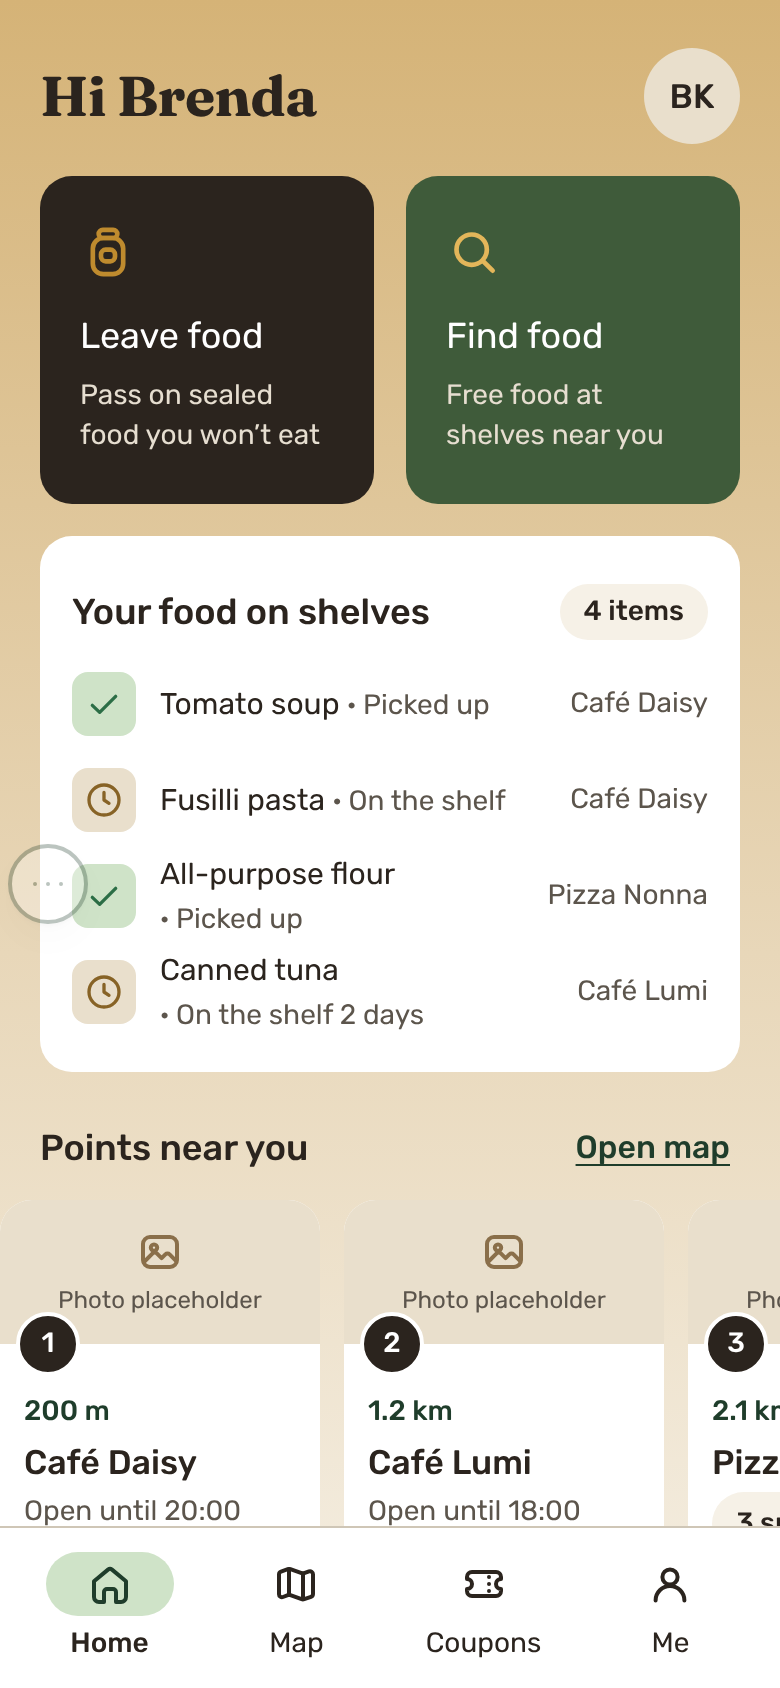 Hi Brenda
BK
Leave food
Pass on sealed
food you won’t eat
Find food
Free food at
shelves near you
Your food on shelves
4 items
Tomato soup • Picked up
Café Daisy
Fusilli pasta • On the shelf
Café Daisy
All-purpose flour
• Picked up
Pizza Nonna
Canned tuna
• On the shelf 2 days
Café Lumi
Points near you
Open map
Photo placeholder
1
200 m
Café Daisy
Open until 20:00
Photo placeholder
2
1.2 km
Café Lumi
Open until 18:00
3
2.1
Home
Map
Coupons
Me